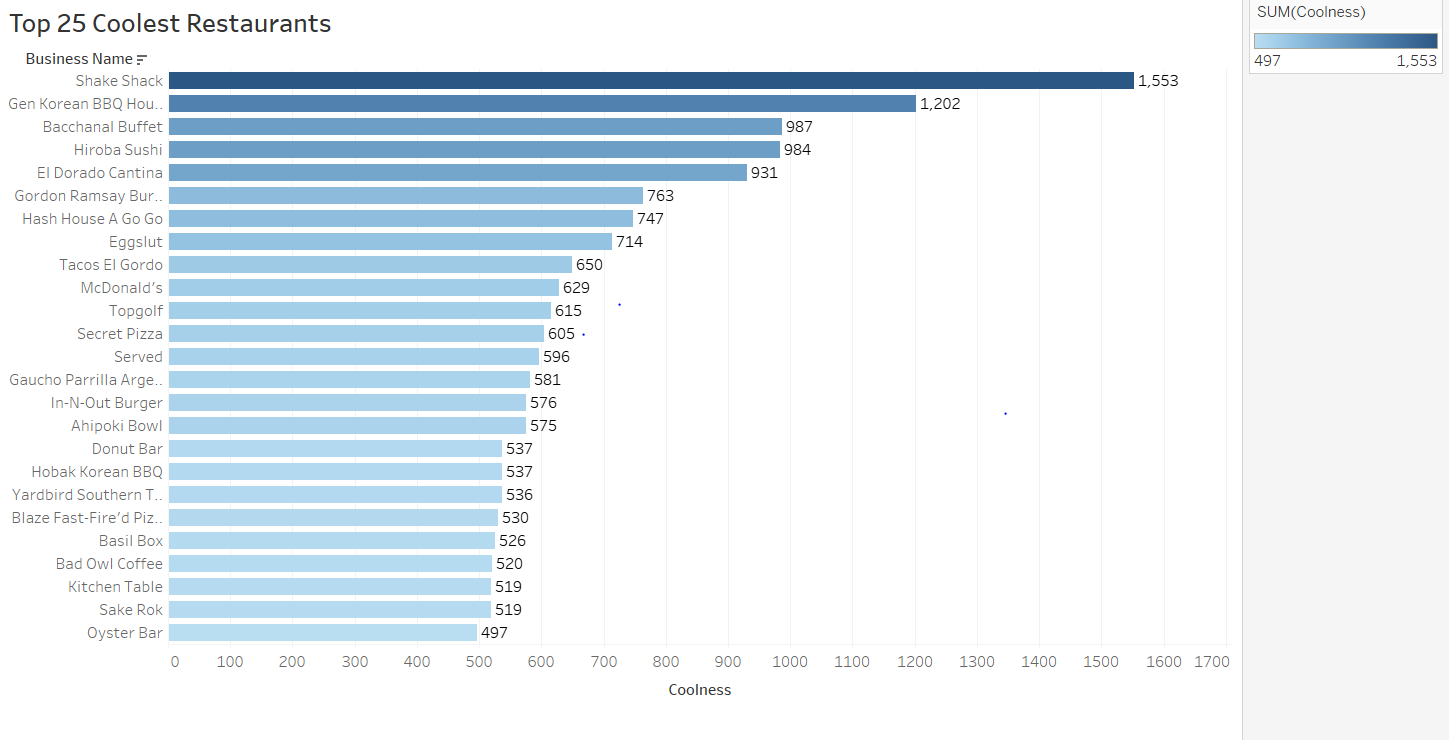 Top 25 Coolest Restaurants
SUM(Coolness)
497 1,553
Business Name
Shake Shack 1,553
Gen Korean BBQ Hou.. 1,202
Bacchanal Buffet 987
Hiroba Sushi 984
El Dorado Cantina 931
Gordon Ramsay Bur.. 763
Hash House A Go Go 747
Eggslut 714
Tacos El Gordo 650
McDonald's 629
Topgolf 615
Secret Pizza 605
Served 596
Gaucho Parrilla Arge.. 581
In-N-Out Burger 576
Ahipoki Bowl 575
Donut Bar 537
Hobak Korean BBQ 537
Yardbird Southern T.. 536
Blaze Fast-Fire'd Piz.. 530
Basil Box 526
Bad Owl Coffee 520
Kitchen Table 519
Sake Rok 519
Oyster Bar 497
0 100 200 300 400 500 600 700 800 900 1000 1100 1200 1300 1400 1500 1600 1700
Coolness